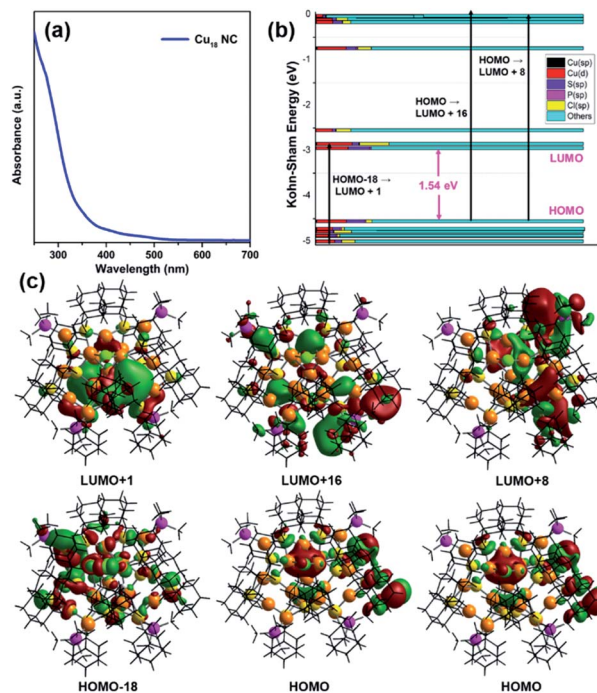 (a)
Cu18 NC
Absorbance (a.u.)
300 400 500 600 700
Wavelength (nm)
(b)
0
-1
-2
-3
-4
-5
Kohn-Sham Energy (eV)
Cu(sp)
Cu(d)
S(sp)
P(sp)
Cl(sp)
Others
HOMO →
LUMO + 8
HOMO →
LUMO + 16
HOMO-18 →
LUMO + 1
1.54 eV
LUMO
HOMO
(c)
LUMO+1 LUMO+16 LUMO+8
HOMO-18 HOMO HOMO